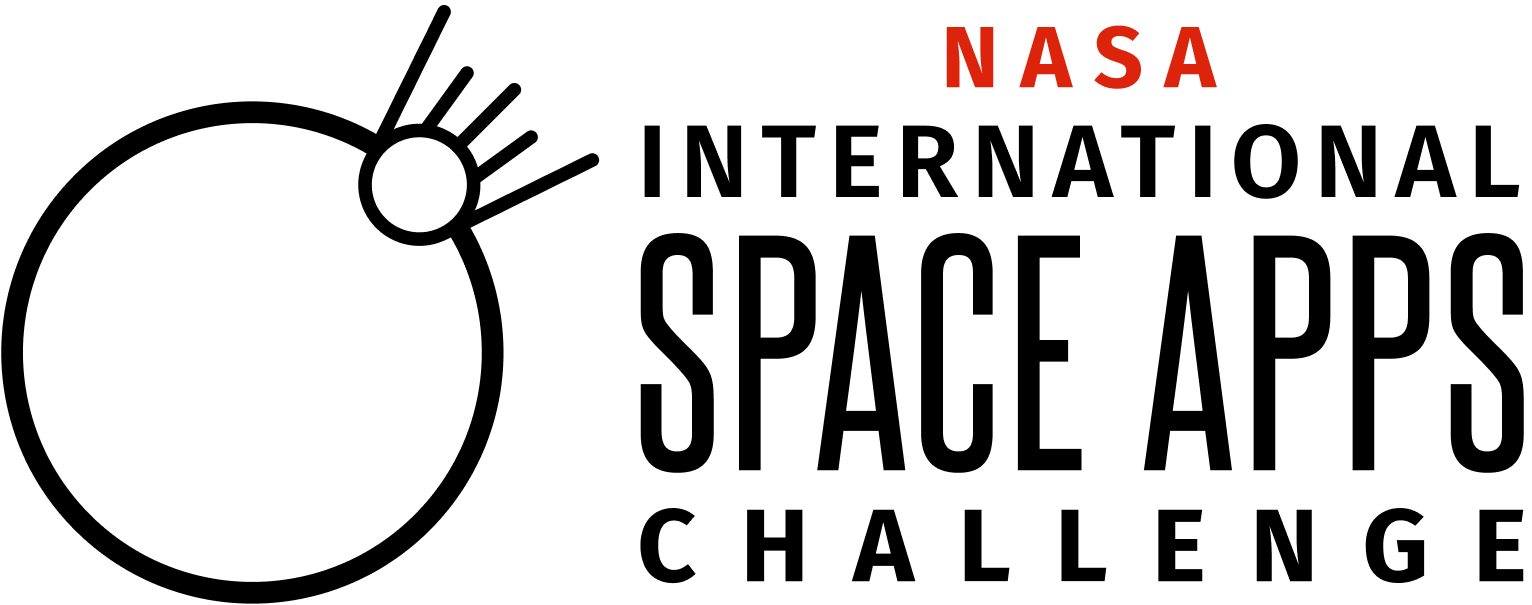 NASA
INTERNATIONAL
SPACE APPS
CHALLENGE